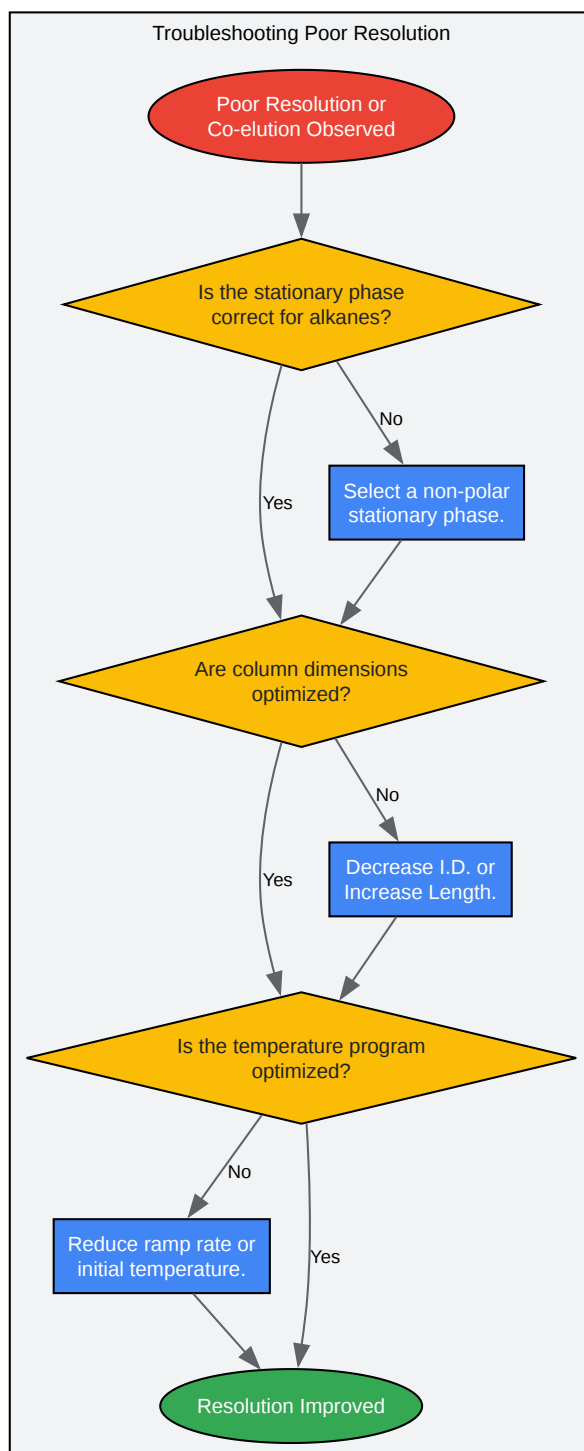 Troubleshooting Poor Resolution
Poor Resolution or
Co-elution Observed
Is the stationary phase
correct for alkanes?
No
Yes
Select a non-polar
stationary phase.
Are column dimensions
optimized?
No
Yes
Decrease I.D. or
Increase Length.
Is the temperature program
optimized?
No
Yes
Reduce ramp rate or
initial temperature.
Resolution Improved